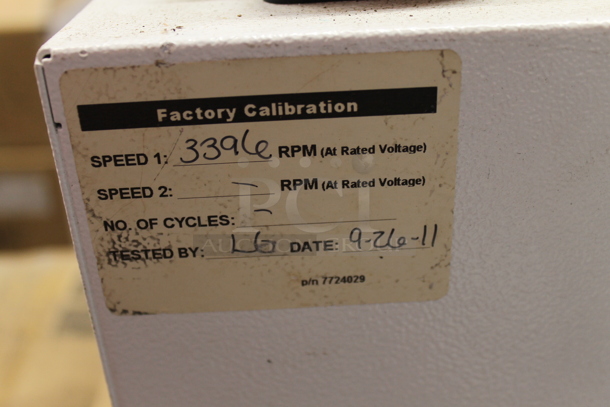 Factory Calibration
SPEED 1: 3396 RPM (At Rated Voltage)
SPEED 2: - RPM (At Rated Voltage)
NO. OF CYCLES: -
TESTED BY: LG DATE: 9-26-11
p/n 7724029
PCI